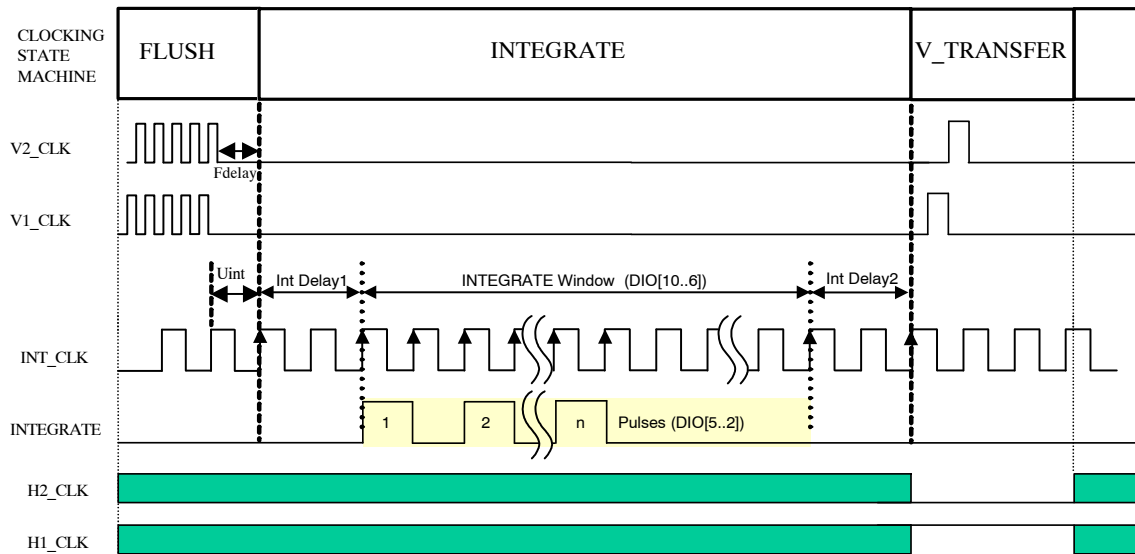 CLOCKING
STATE
MACHINE
FLUSH
INTEGRATE
V_TRANSFER
V2_CLK
Fdelay
V1_CLK
Uint
Int Delay1
INTEGRATE Window (DIO[10..6])
Int Delay2
INT_CLK
INTEGRATE
1
2
n
Pulses (DIO[5..2])
H2_CLK
H1_CLK